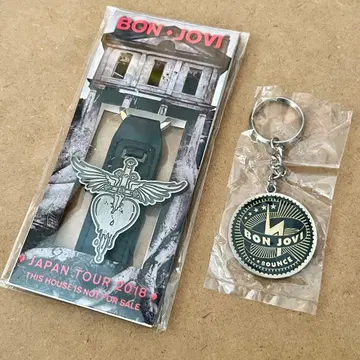 BON JOVI
JAPAN TOUR 2018
THIS HOUSE IS NOT FOR SALE
BON JOVI
BOUNCE